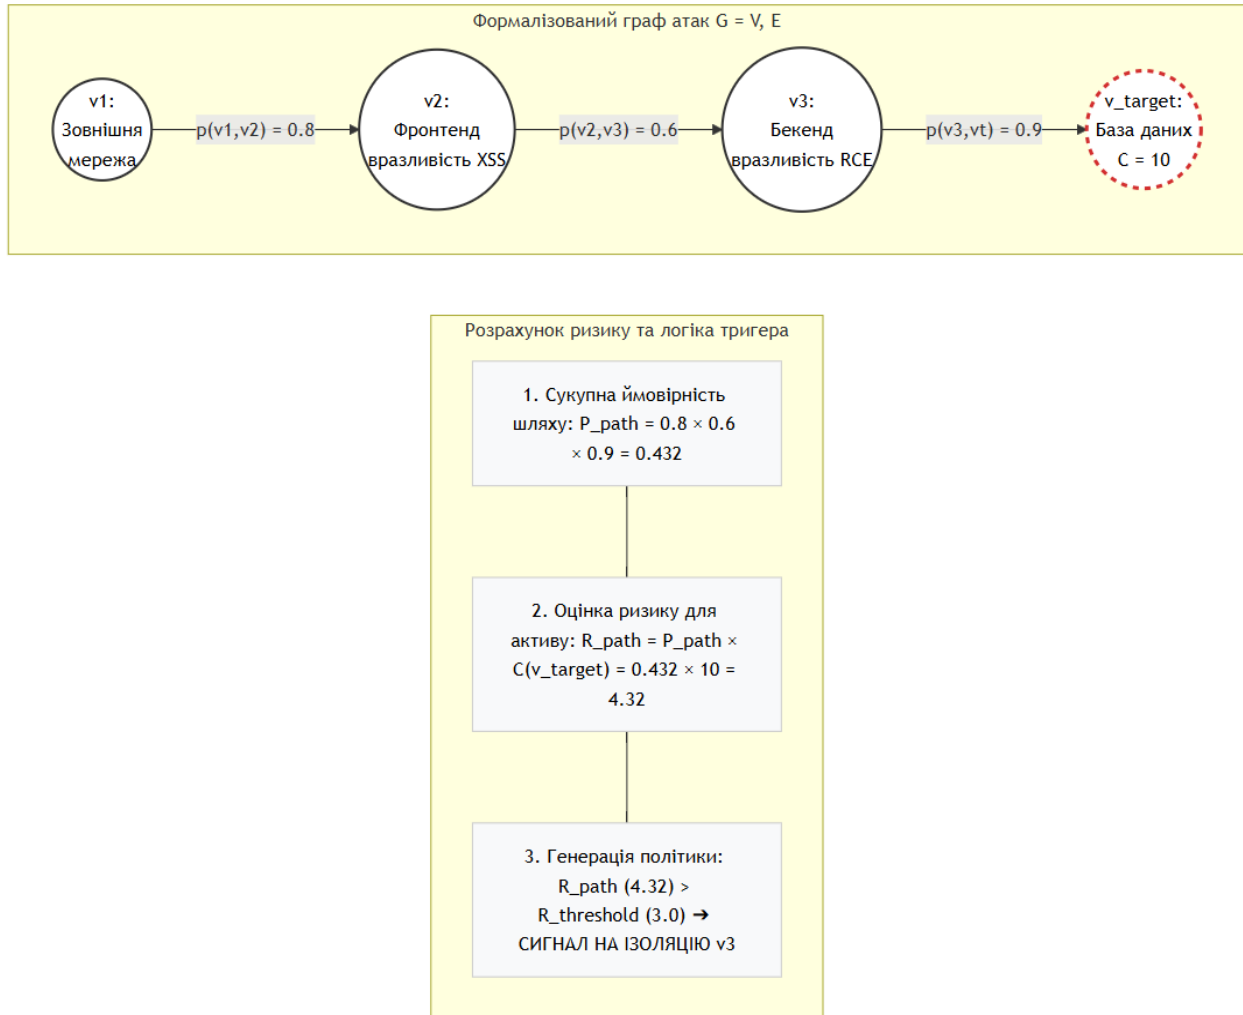 Формалізований граф атак G = V, E
v1:
Зовнішня
мережа
p(v1,v2) = 0.8
v2:
Фронтенд
вразливість XSS
p(v2,v3) = 0.6
v3:
Бекенд
вразливість RCE
p(v3,vt) = 0.9
v_target:
База даних
C = 10
Розрахунок ризику та логіка тригера
1. Сукупна ймовірність
шляху: P_path = 0.8 × 0.6
× 0.9 = 0.432
2. Оцінка ризику для
активу: R_path = P_path ×
C(v_target) = 0.432 × 10 =
4.32
3. Генерація політики:
R_path (4.32) >
R_threshold (3.0) ➔
СИГНАЛ НА ІЗОЛЯЦІЮ v3